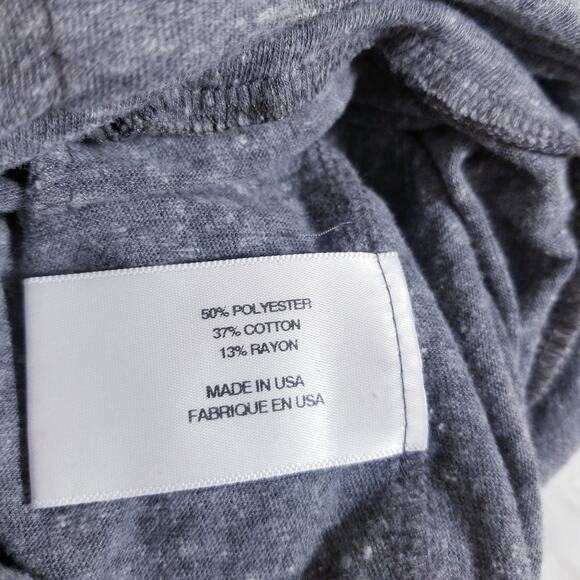 50% POLYESTER
37% COTTON
13% RAYON
MADE IN USA
FABRIQUE EN USA